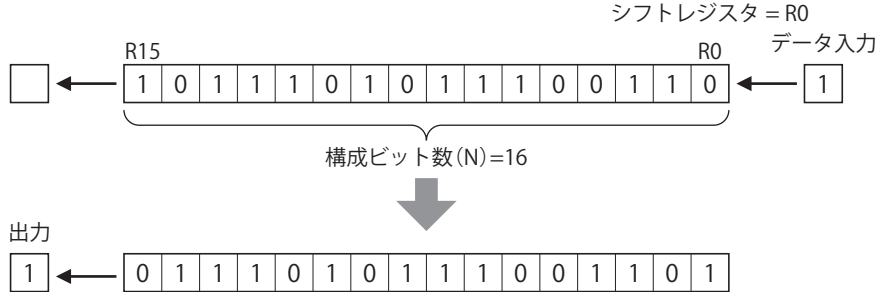 シフトレジスタ = R0
R15 R0 データ入力
1 0 1 1 1 0 1 0 1 1 1 0 0 1 1 0 1
構成ビット数(N)=16
出力
1 0 1 1 1 0 1 0 1 1 1 0 0 1 1 0 1